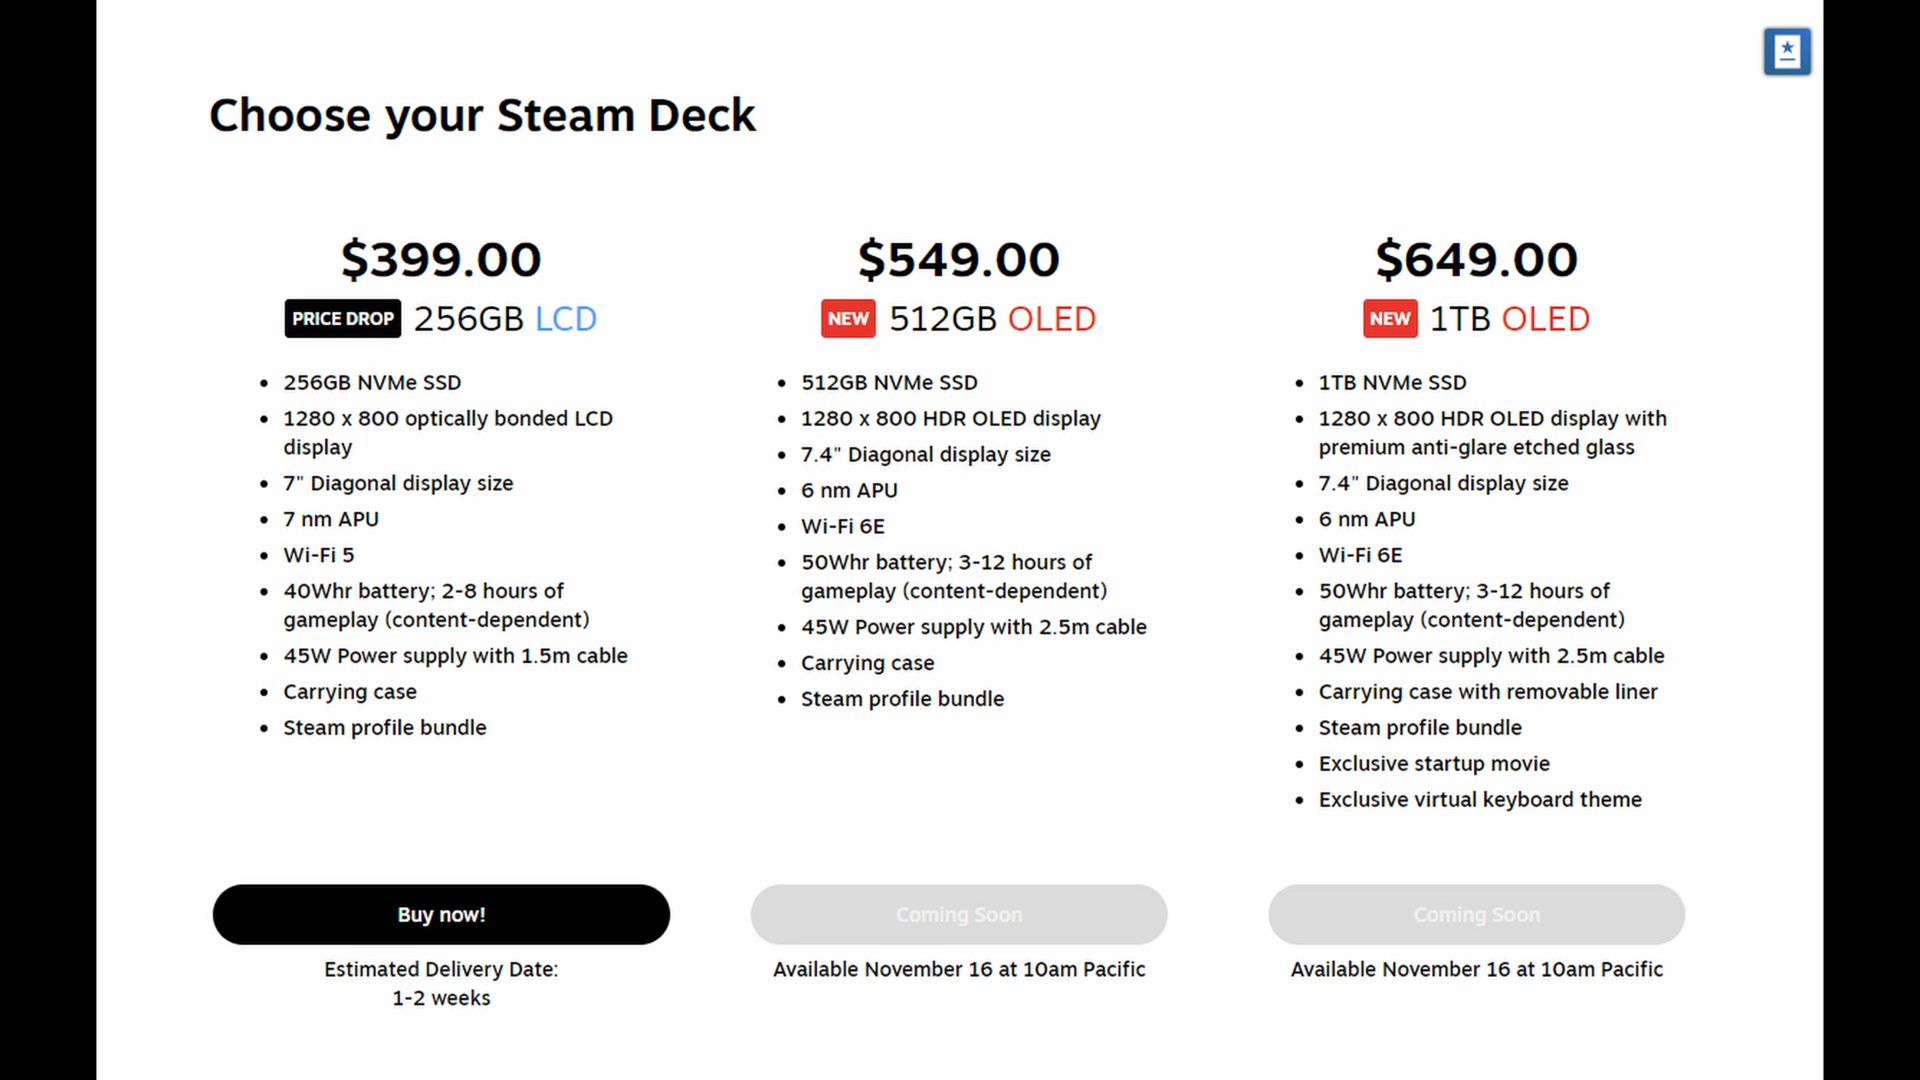 Choose your Steam Deck
$399.00
PRICE DROP 256GB LCD
256GB NVMe SSD
1280 x 800 optically bonded LCD
display
7" Diagonal display size
7 nm APU
Wi-Fi 5
40Whr battery; 2-8 hours of
gameplay (content-dependent)
45W Power supply with 1.5m cable
Carrying case
Steam profile bundle
Buy now!
Estimated Delivery Date:
1-2 weeks
$549.00
NEW 512GB OLED
512GB NVMe SSD
1280 x 800 HDR OLED display
7.4" Diagonal display size
6 nm APU
Wi-Fi 6E
50Whr battery; 3-12 hours of
gameplay (content-dependent)
45W Power supply with 2.5m cable
Carrying case
Steam profile bundle
Coming Soon
Available November 16 at 10am Pacific
$649.00
NEW 1TB OLED
1TB NVMe SSD
1280 x 800 HDR OLED display with
premium anti-glare etched glass
7.4" Diagonal display size
6 nm APU
Wi-Fi 6E
50Whr battery; 3-12 hours of
gameplay (content-dependent)
45W Power supply with 2.5m cable
Carrying case with removable liner
Steam profile bundle
Exclusive startup movie
Exclusive virtual keyboard theme
Coming Soon
Available November 16 at 10am Pacific